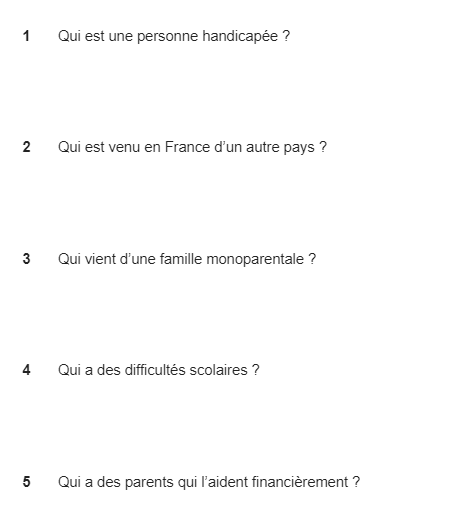 1 Qui est une personne handicapée ?
2 Qui est venu en France d'un autre pays ?
3 Qui vient d'une famille monoparentale ?
4 Qui a des difficultés scolaires ?
5 Qui a des parents qui l'aident financièrement ?